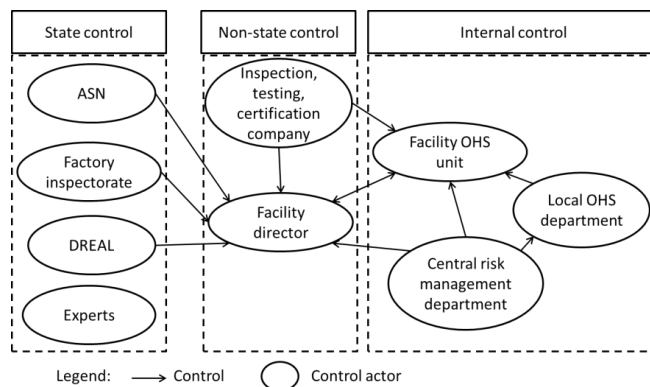 State control
Non-state control
Internal control
ASN
Factory
inspectorate
DREAL
Experts
Inspection,
testing,
certification
company
Facility
director
Facility OHS
unit
Local OHS
department
Central risk
management
department
Legend:
Control
Control actor